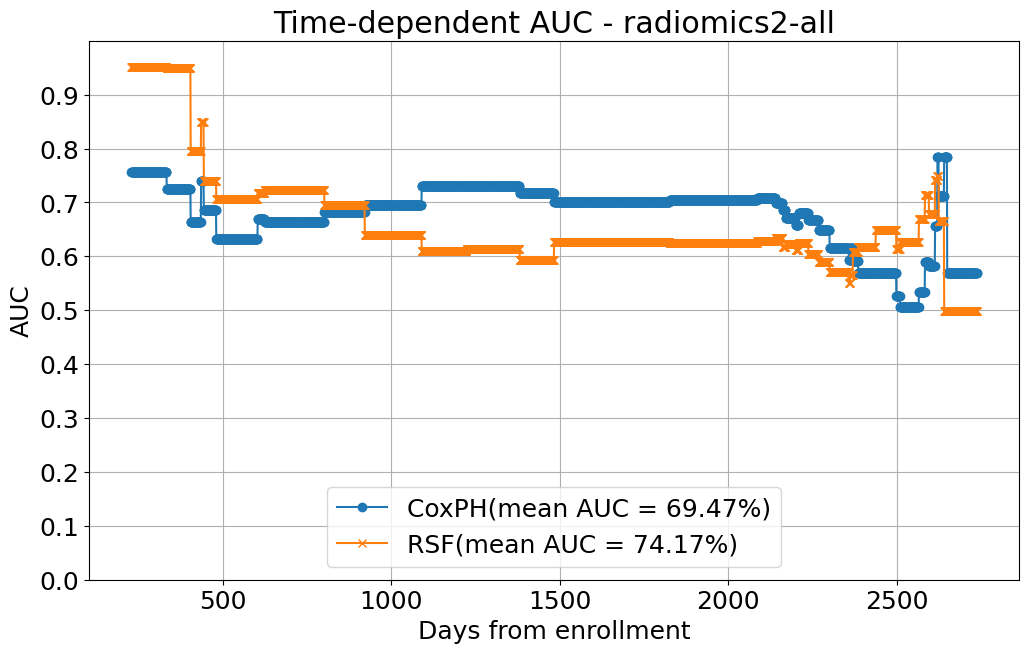 Time-dependent AUC - radiomics2-all
AUC
0.9
0.8
0.7
0.6
0.5
0.4
0.3
0.2
0.1
0.0
CoxPH(mean AUC = 69.47%)
RSF(mean AUC = 74.17%)
500 1000 1500 2000 2500
Days from enrollment